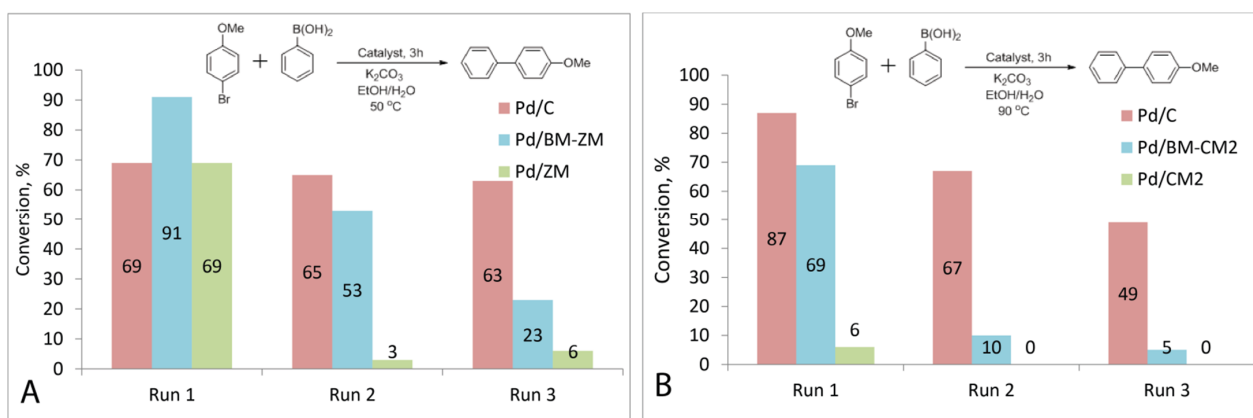 OMe
B(OH)2
+
Br
Catalyst, 3h
K2CO3
EtOH/H2O
50 °C
OMe
Conversion, %
100
90
80
70
60
50
40
30
20
10
0
Pd/C
Pd/BM-ZM
Pd/ZM
69
91
69
65
53
3
63
23
6
Run 1
Run 2
Run 3
A
OMe
B(OH)2
+
Br
Catalyst, 3h
K2CO3
EtOH/H2O
90 °C
OMe
Conversion, %
100
90
80
70
60
50
40
30
20
10
0
Pd/C
Pd/BM-CM2
Pd/CM2
87
69
6
67
10
0
49
5
0
Run 1
Run 2
Run 3
B